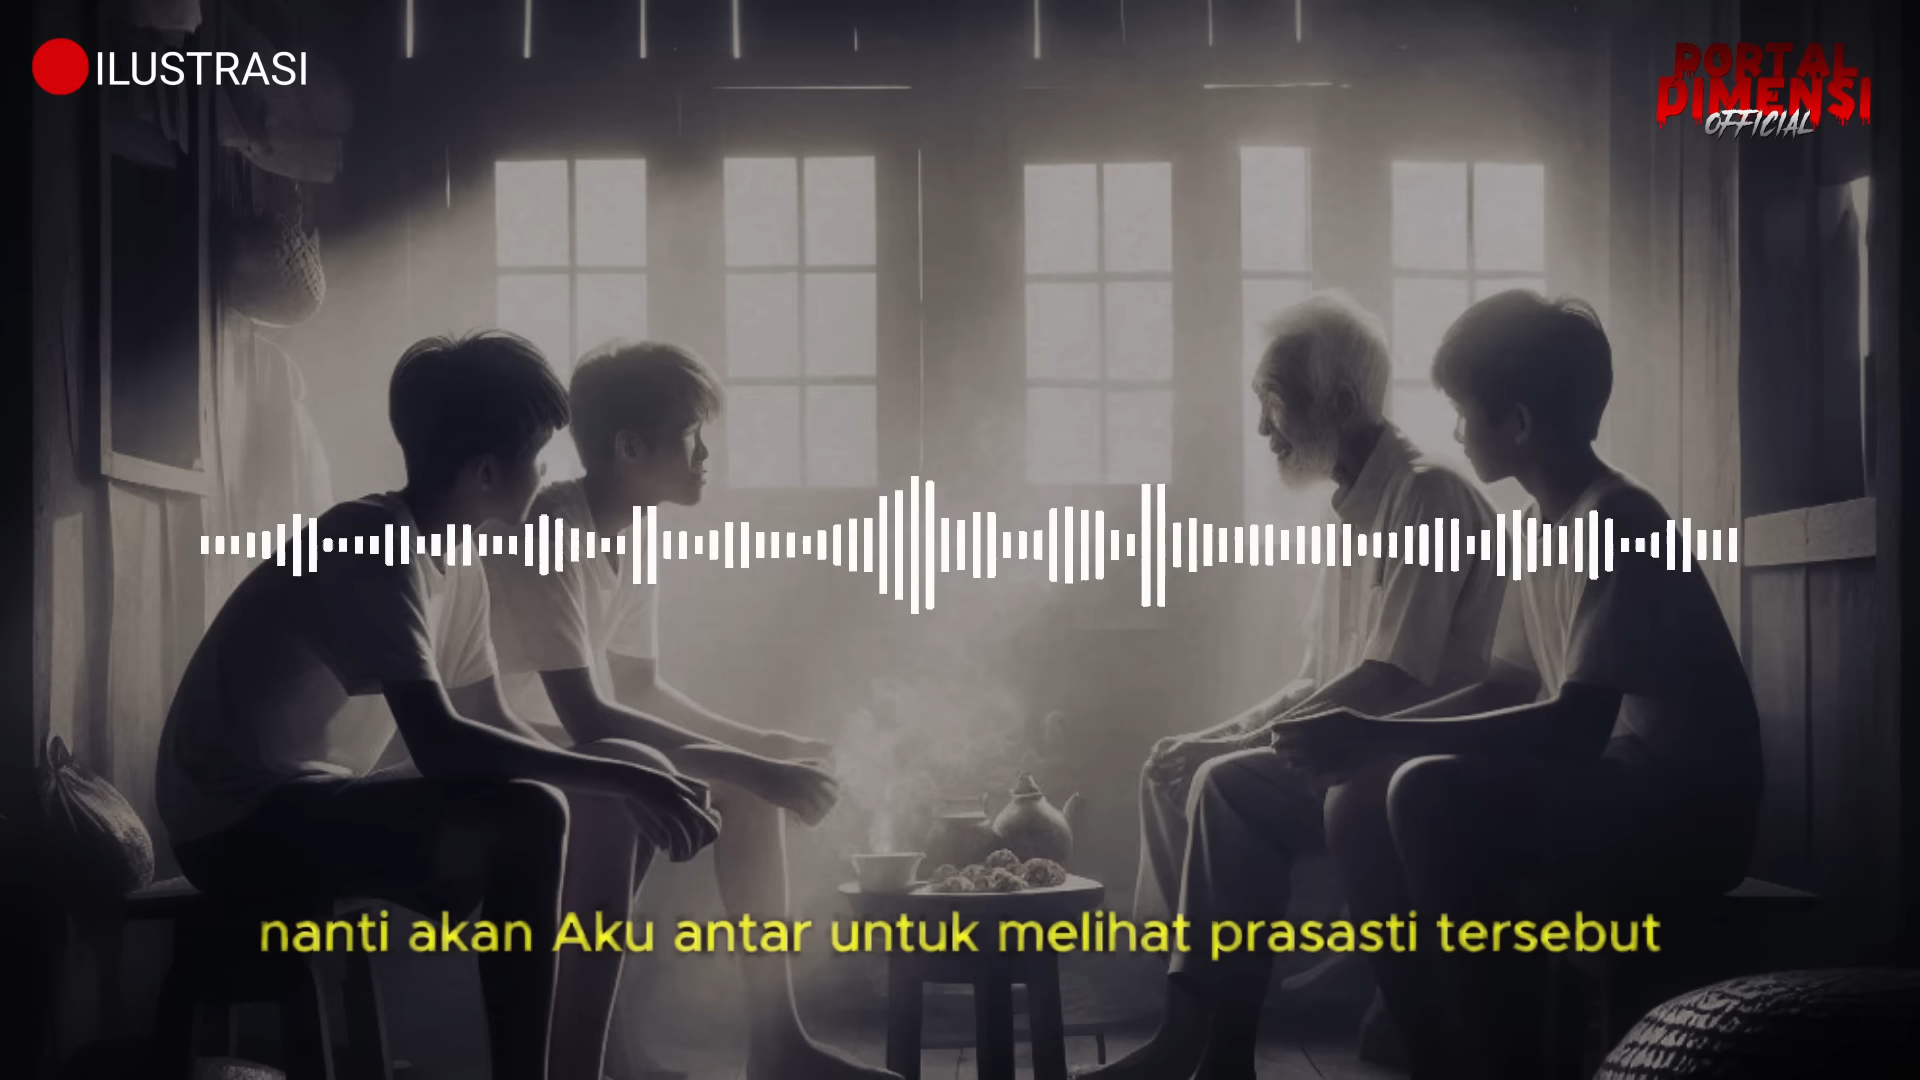 ILUSTRASI
PORTAL
DIMENSI
OFFICIAL
nanti akan Aku antar untuk melihat prasasti tersebut